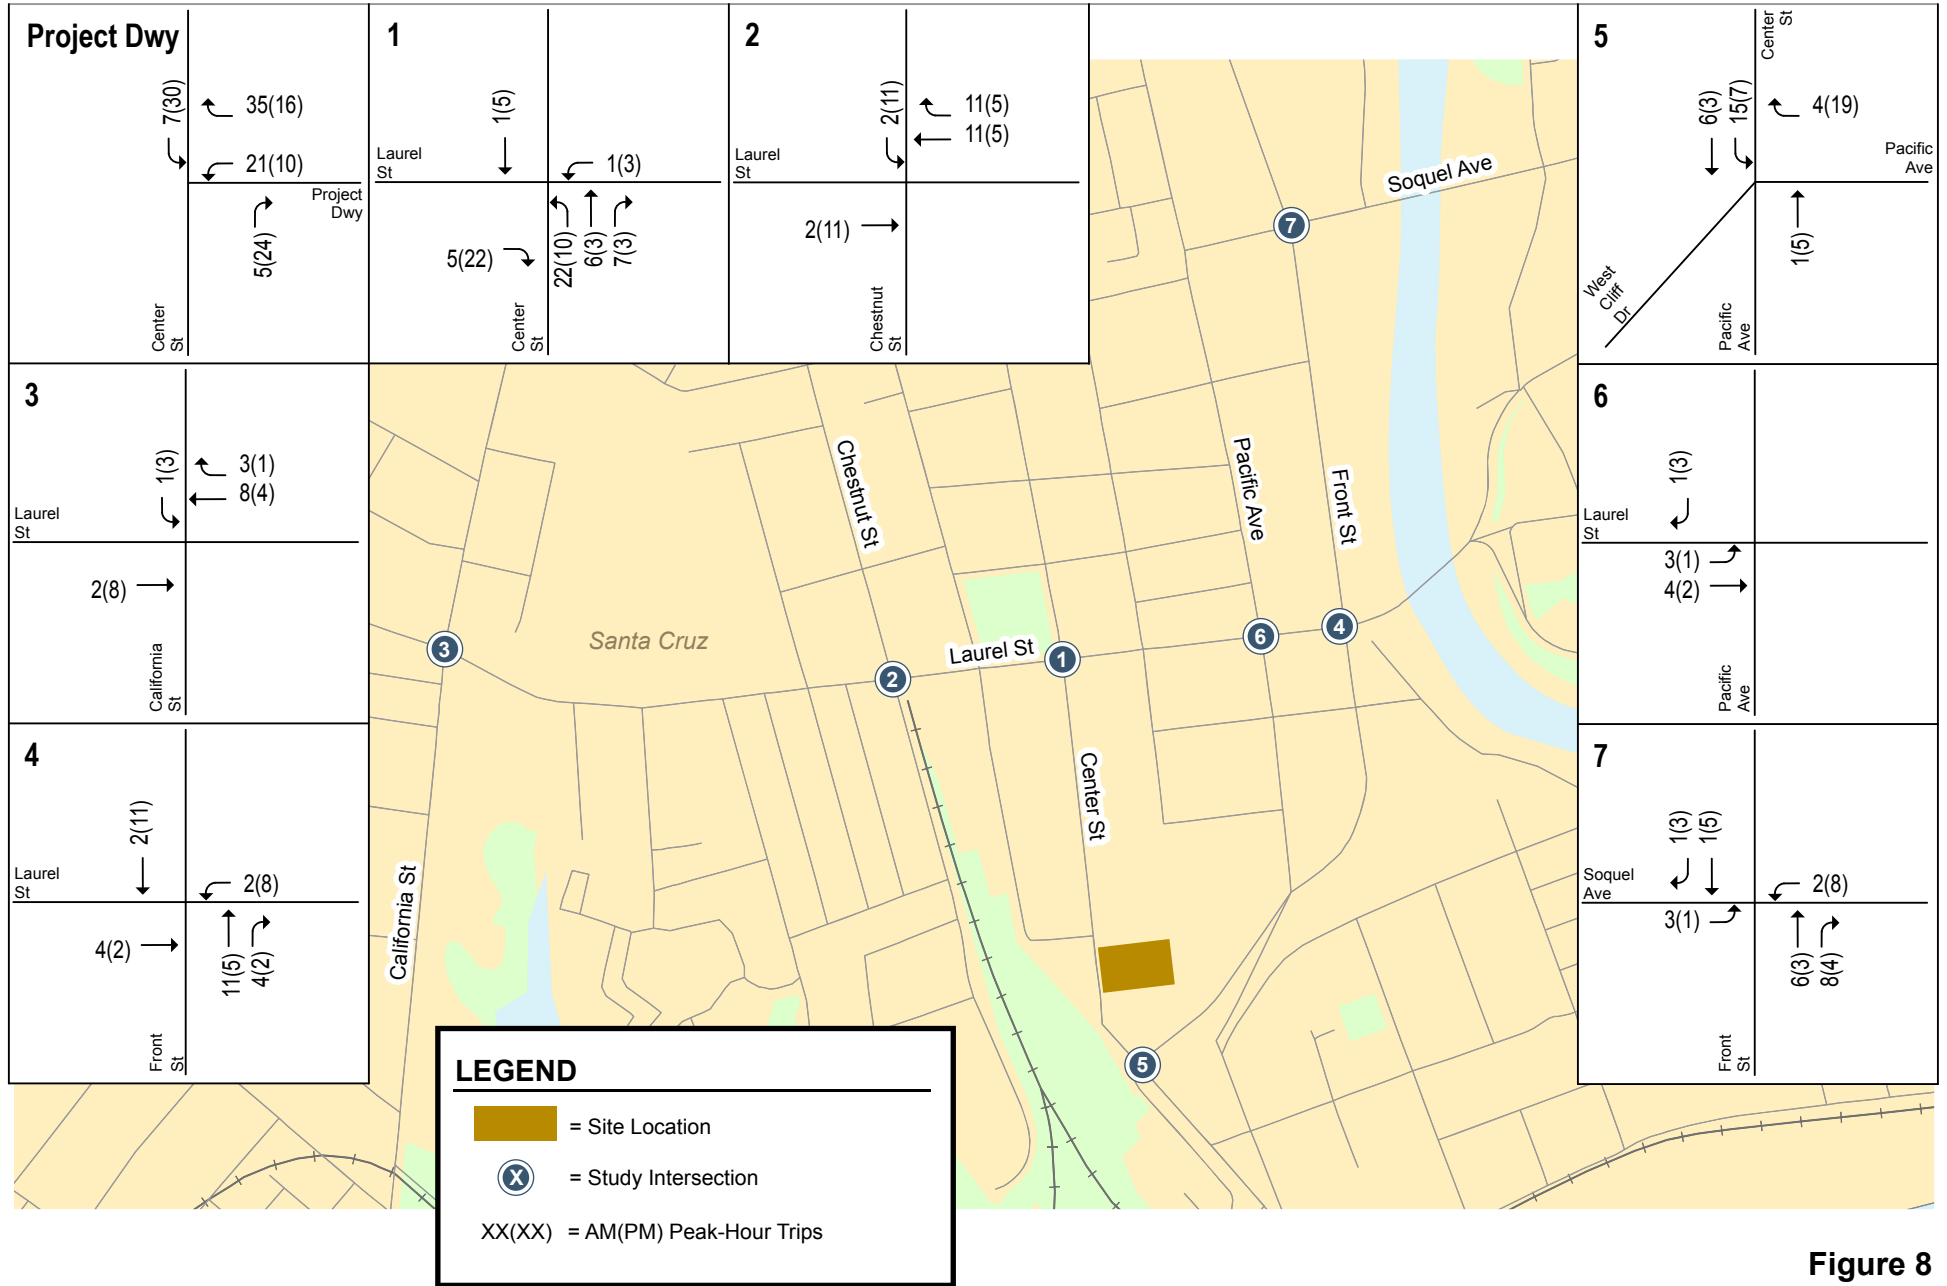 Project Dwy
7(30)
35(16)
21(10)
Project
Dwy
5(24)
Center
St
1
1(5)
Laurel
St
1(3)
5(22)
22(10)
6(3)
7(3)
Center
St
2
2(11)
11(5)
11(5)
Laurel
St
2(11)
Chestnut
St
5
Center
St
6(3)
15(7)
4(19)
Pacific
Ave
1(5)
West
Cliff
Dr
Pacific
Ave
3
1(3)
3(1)
8(4)
Laurel
St
2(8)
California
St
6
1(3)
Laurel
St
3(1)
4(2)
Pacific
Ave
4
2(11)
Laurel
St
2(8)
4(2)
11(5)
4(2)
Front
St
7
1(3)
1(5)
Soquel
Ave
2(8)
3(1)
6(3)
8(4)
Front
St
Soquel Ave
7
Chestnut St
Pacific Ave
Front St
3
Santa Cruz
2
Laurel St
1
6
4
Center St
California St
5
LEGEND
= Site Location
X = Study Intersection
XX(XX) = AM(PM) Peak-Hour Trips
Figure 8